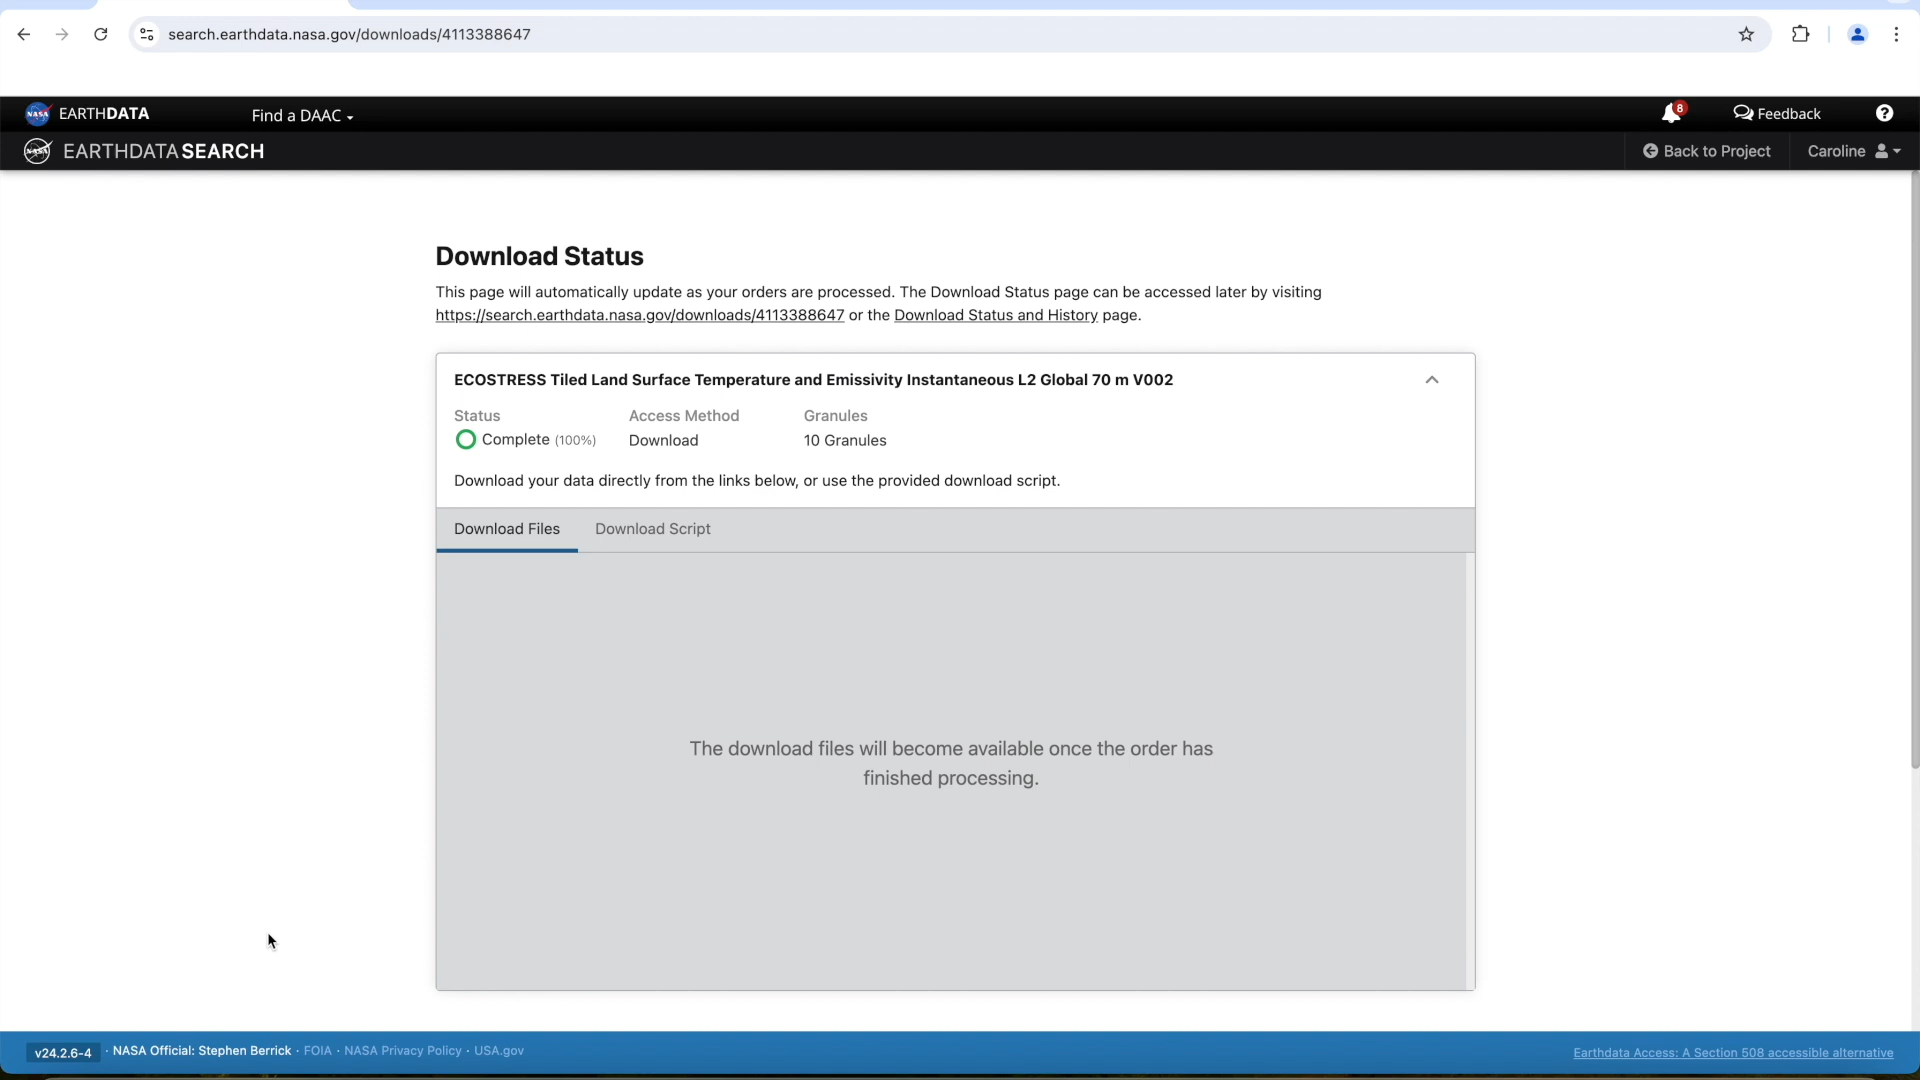 search.earthdata.nasa.gov/downloads/4113388647
NASA EARTHDATA Find a DAAC 8 Feedback ?
NASA EARTHDATA SEARCH Back to Project Caroline
Download Status
This page will automatically update as your orders are processed. The Download Status page can be accessed later by visiting
https://search.earthdata.nasa.gov/downloads/4113388647 or the Download Status and History page.
ECOSTRESS Tiled Land Surface Temperature and Emissivity Instantaneous L2 Global 70 m V002
Status Access Method Granules
Complete (100%) Download 10 Granules
Download your data directly from the links below, or use the provided download script.
Download Files Download Script
The download files will become available once the order has
finished processing.
v24.2.6-4 · NASA Official: Stephen Berrick · FOIA · NASA Privacy Policy · USA.gov Earthdata Access: A Section 508 accessible alternative